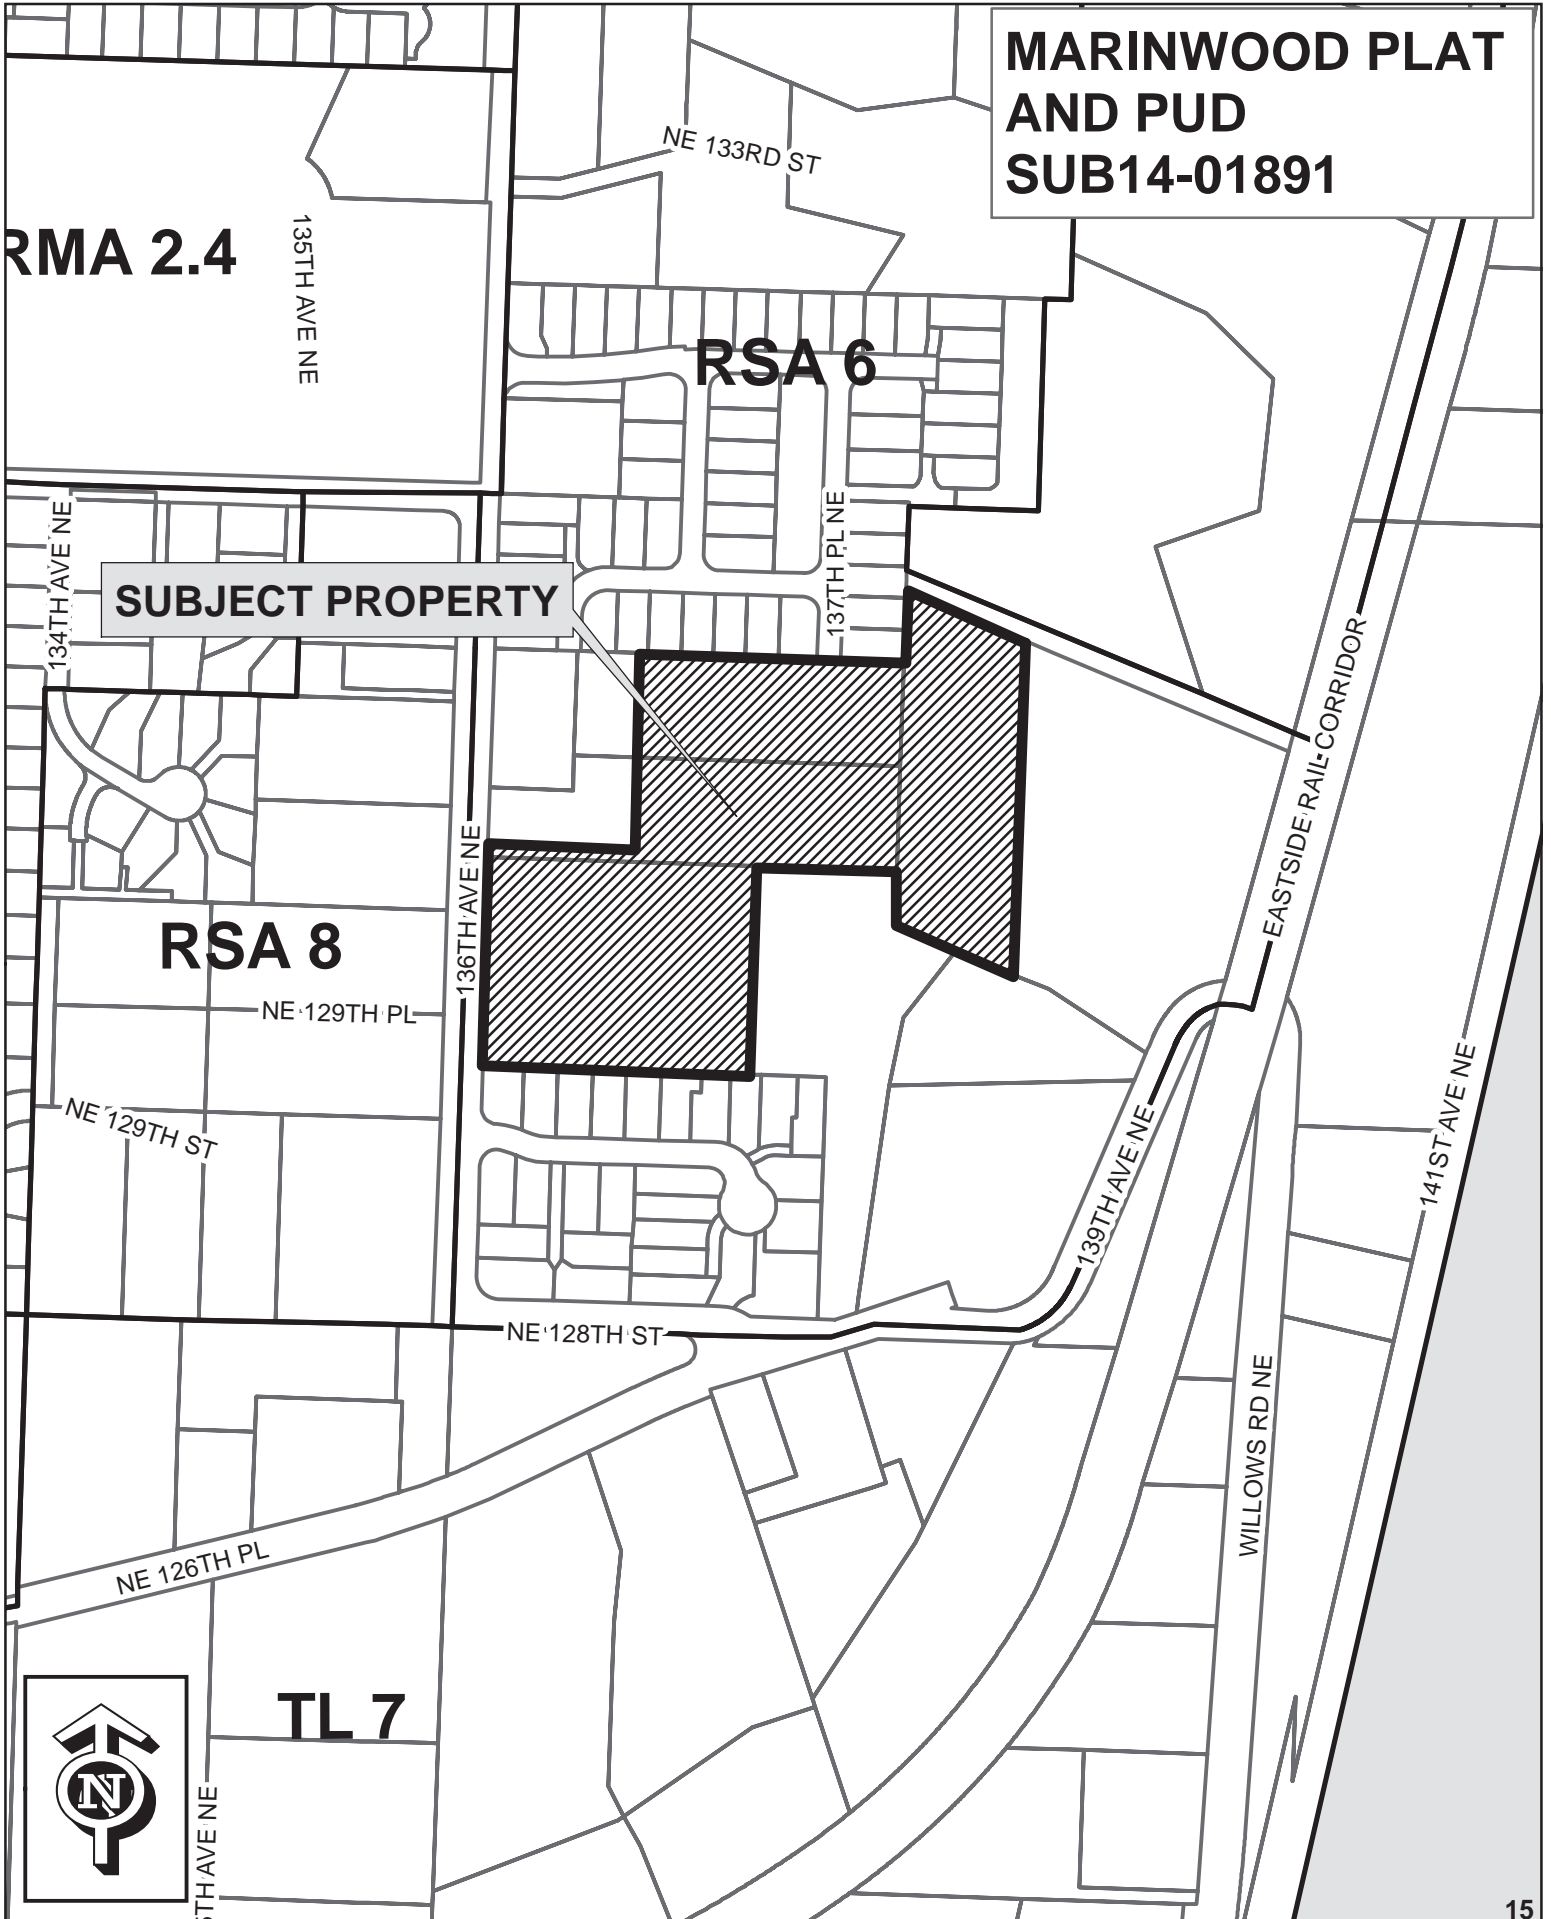 MARINWOOD PLAT
AND PUD
SUB14-01891
NE 133RD ST
RMA 2.4
135TH AVE NE
RSA 6
134TH AVE NE
137TH PL NE
SUBJECT PROPERTY
EASTSIDE RAIL CORRIDOR
136TH AVE NE
RSA 8
NE 129TH PL
NE 129TH ST
139TH AVE NE
141ST AVE NE
NE 128TH ST
WILLOWS RD NE
NE 126TH PL
TL 7
N
5TH AVE NE
15